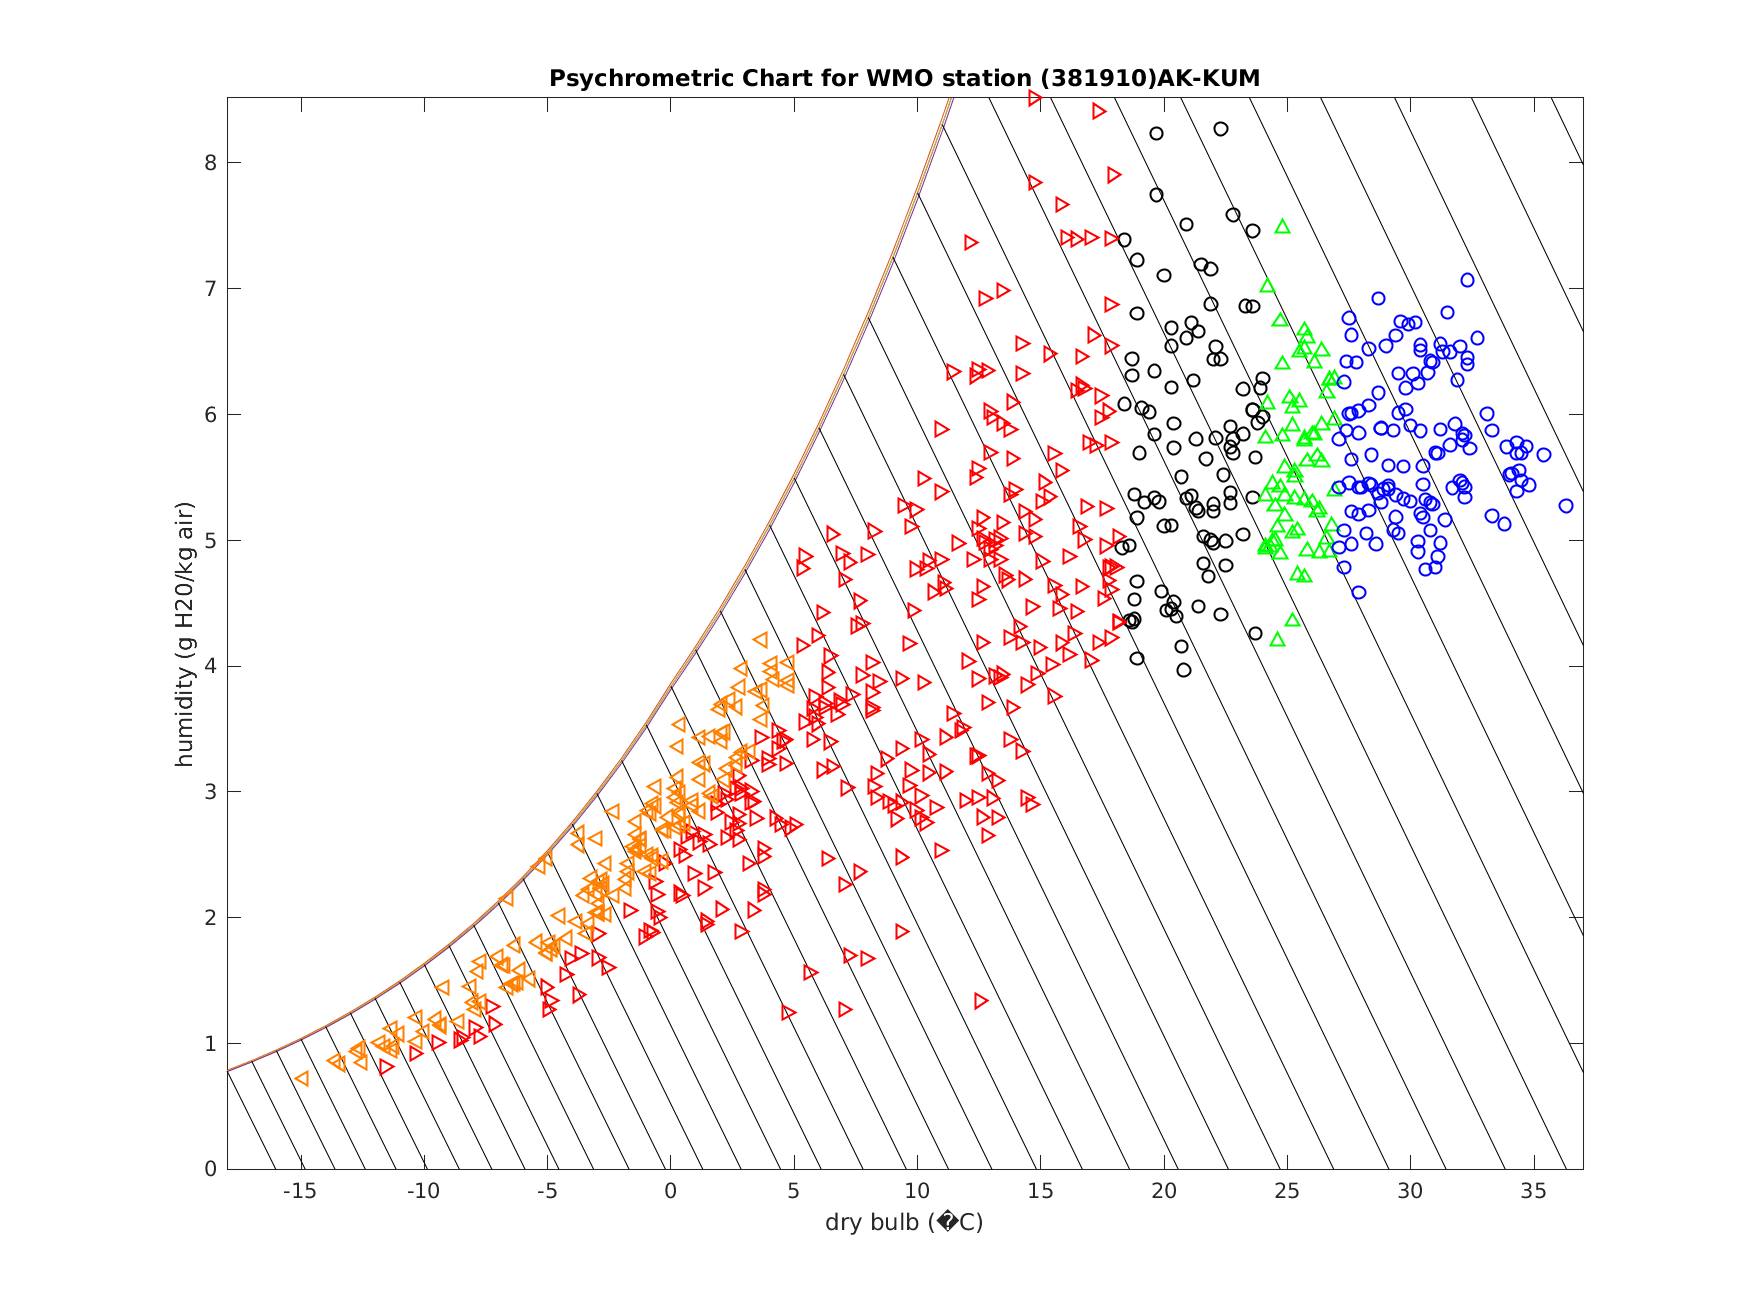 Psychrometric Chart for WMO station (381910)AK-KUM
humidity (g H20/kg air)
8
7
6
5
4
3
2
1
0
-15 -10 -5 0 5 10 15 20 25 30 35
dry bulb (�C)